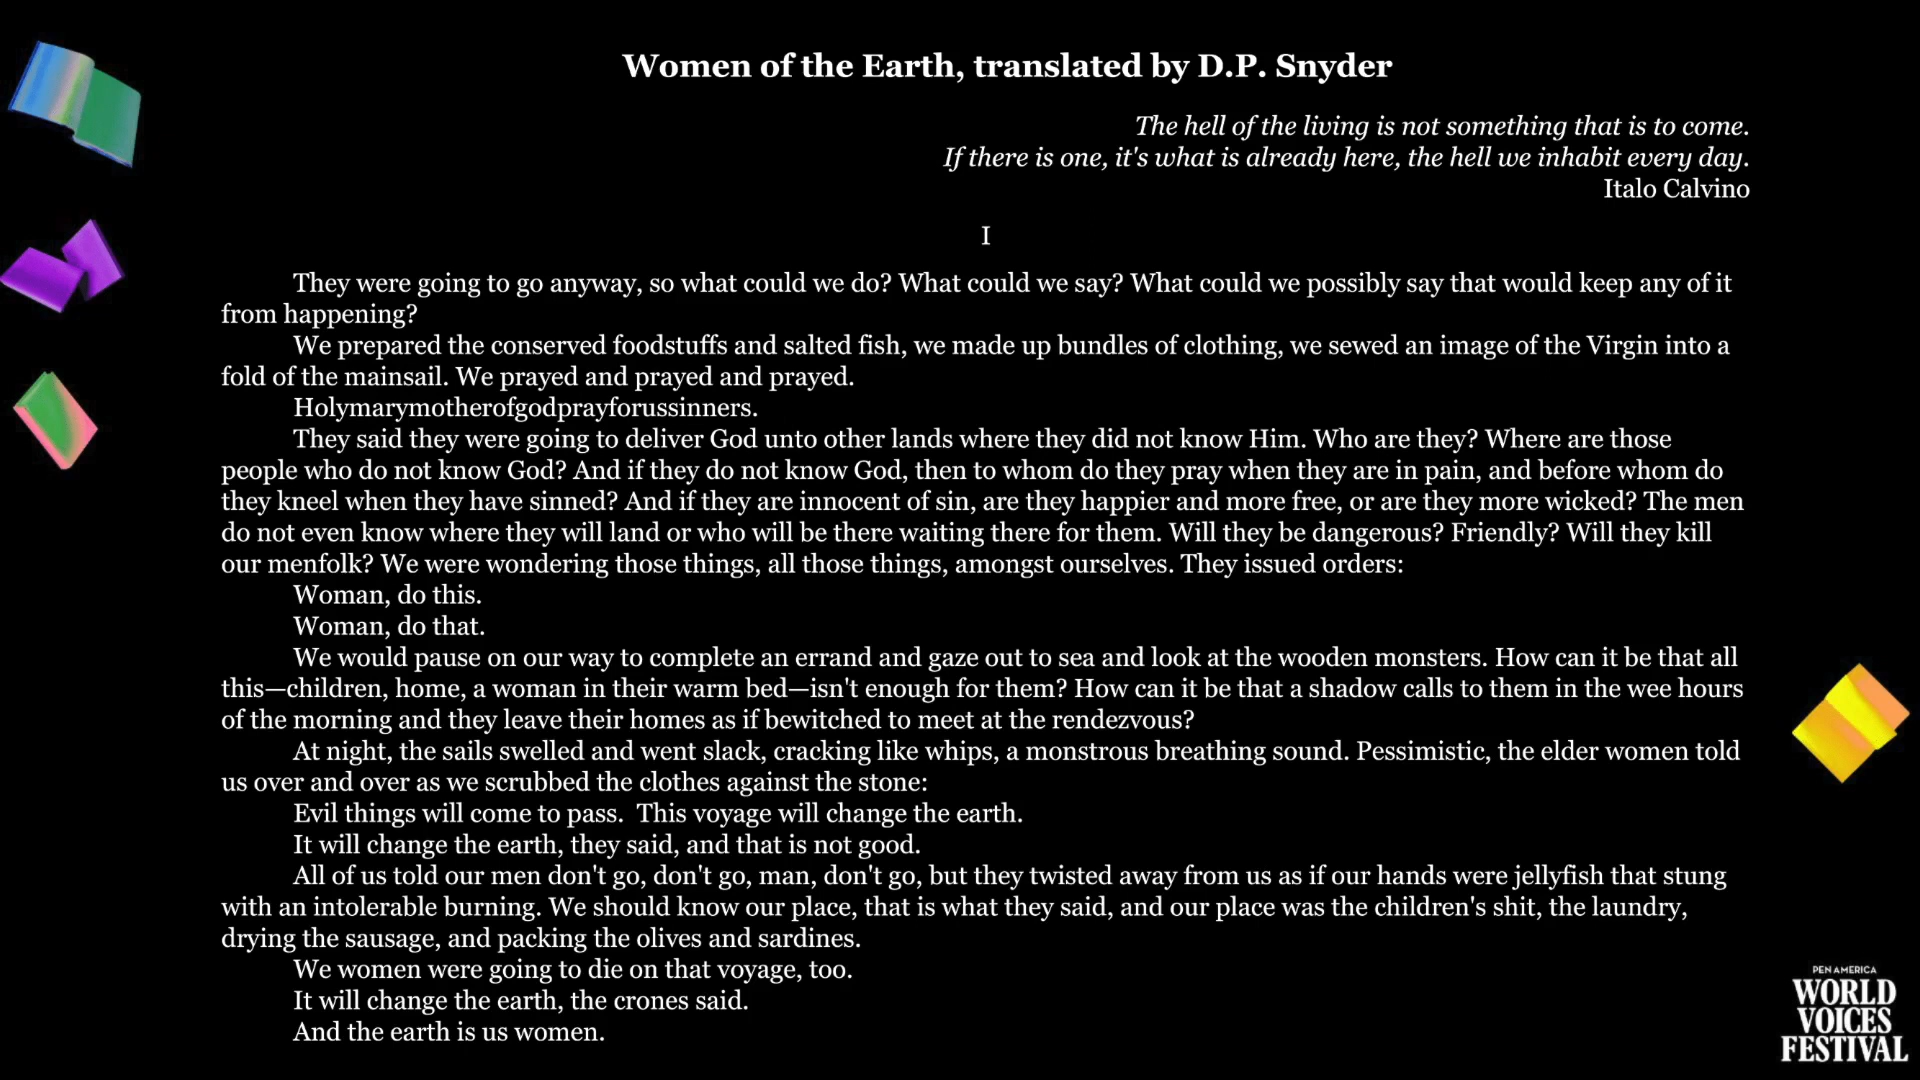 Women of the Earth, translated by D.P. Snyder
The hell of the living is not something that is to come.
If there is one, it's what is already here, the hell we inhabit every day.
Italo Calvino
I
They were going to go anyway, so what could we do? What could we say? What could we possibly say that would keep any of it
from happening?
We prepared the conserved foodstuffs and salted fish, we made up bundles of clothing, we sewed an image of the Virgin into a
fold of the mainsail. We prayed and prayed and prayed.
Holymarymotherofgodprayforussinners.
They said they were going to deliver God unto other lands where they did not know Him. Who are they? Where are those
people who do not know God? And if they do not know God, then to whom do they pray when they are in pain, and before whom do
they kneel when they have sinned? And if they are innocent of sin, are they happier and more free, or are they more wicked? The men
do not even know where they will land or who will be there waiting there for them. Will they be dangerous? Friendly? Will they kill
our menfolk? We were wondering those things, all those things, amongst ourselves. They issued orders:
Woman, do this.
Woman, do that.
We would pause on our way to complete an errand and gaze out to sea and look at the wooden monsters. How can it be that all
this—children, home, a woman in their warm bed—isn't enough for them? How can it be that a shadow calls to them in the wee hours
of the morning and they leave their homes as if bewitched to meet at the rendezvous?
At night, the sails swelled and went slack, cracking like whips, a monstrous breathing sound. Pessimistic, the elder women told
us over and over as we scrubbed the clothes against the stone:
Evil things will come to pass.  This voyage will change the earth.
It will change the earth, they said, and that is not good.
All of us told our men don't go, don't go, man, don't go, but they twisted away from us as if our hands were jellyfish that stung
with an intolerable burning. We should know our place, that is what they said, and our place was the children's shit, the laundry,
drying the sausage, and packing the olives and sardines.
We women were going to die on that voyage, too.
It will change the earth, the crones said.
And the earth is us women.
PEN AMERICA
WORLD
VOICES
FESTIVAL